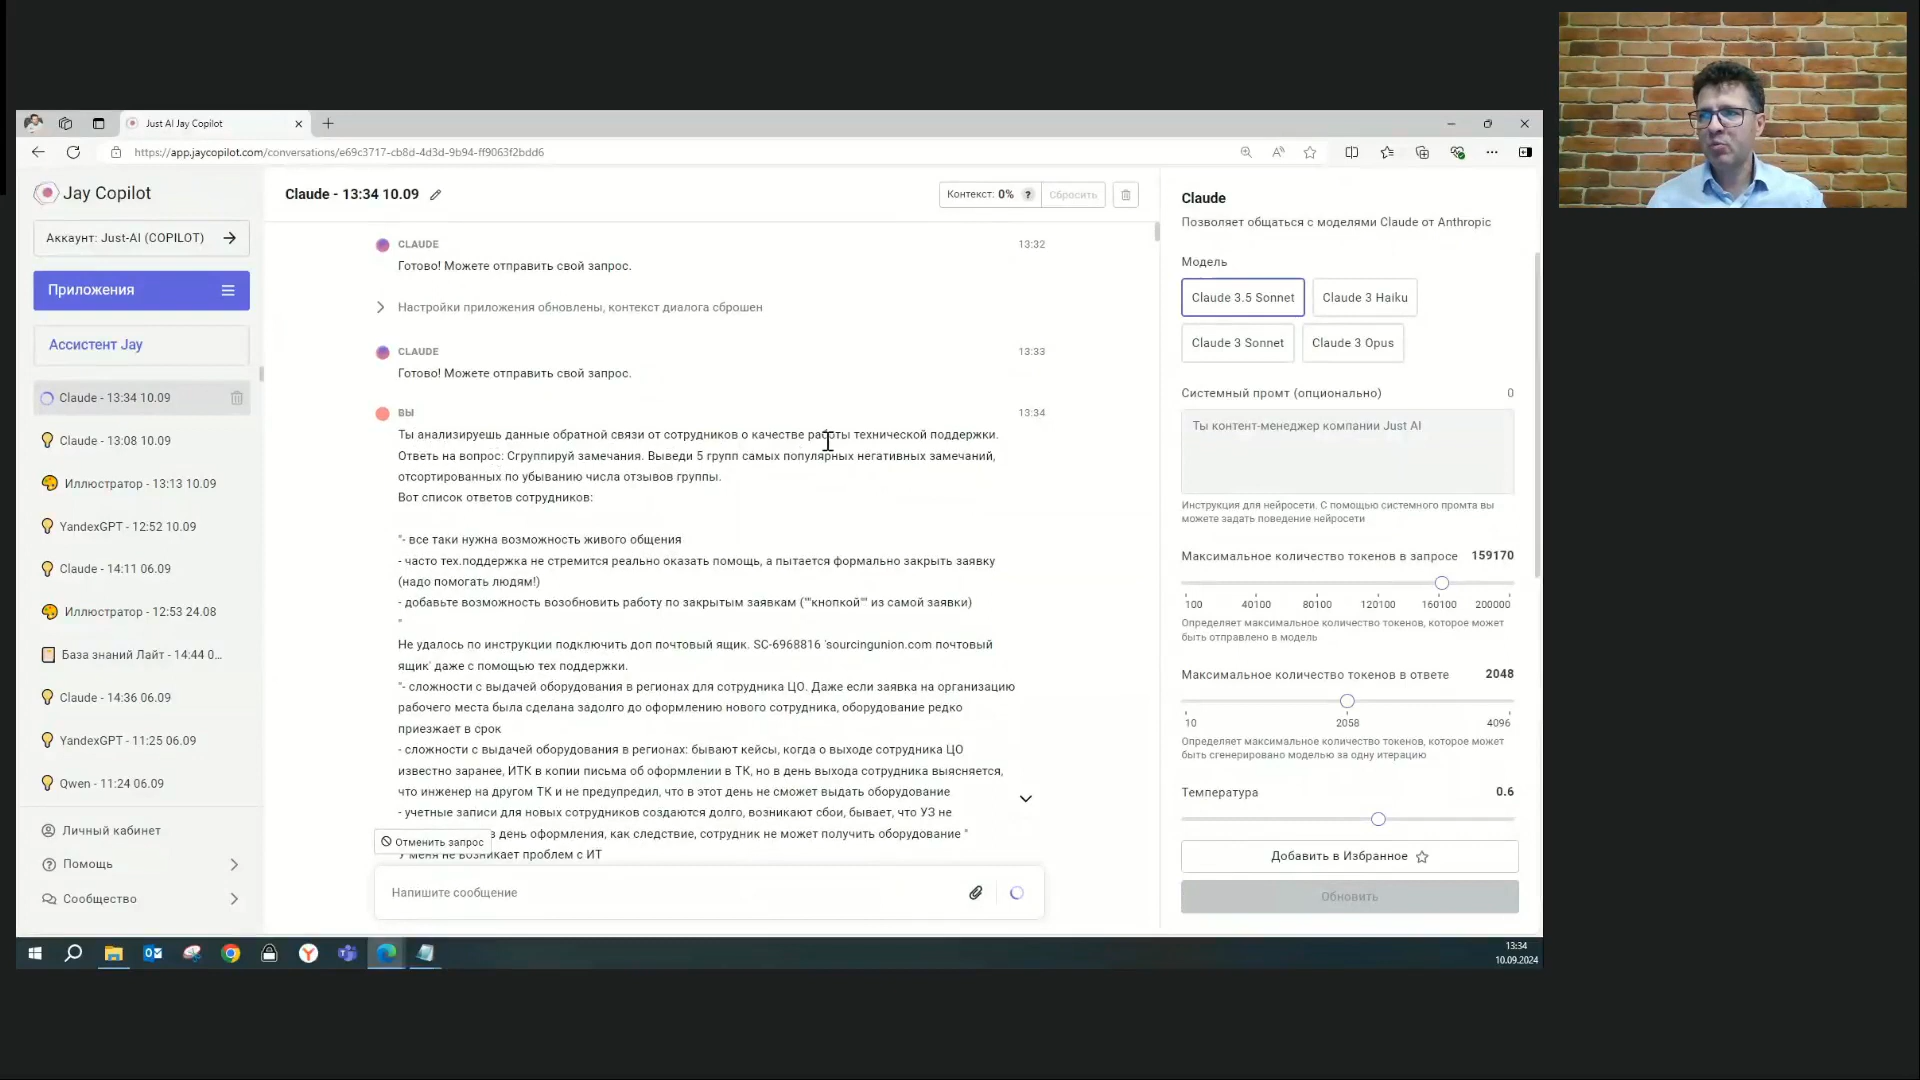 Just AI Jay Copilot
https://app.jaycopilot.com/conversations/e69c3717-cb8d-4d3d-9b94-ff9063f2bdd6
Jay Copilot
Аккаунт: Just-AI (COPILOT)
Приложения
Ассистент Jay
Claude - 13:34 10.09
Claude - 13:08 10.09
Иллюстратор - 13:13 10.09
YandexGPT - 12:52 10.09
Claude - 14:11 06.09
Иллюстратор - 12:53 24.08
База знаний Лайт - 14:44 0...
Claude - 14:36 06.09
YandexGPT - 11:25 06.09
Qwen - 11:24 06.09
Личный кабинет
Помощь
Сообщество
Claude - 13:34 10.09
Контекст: 0% ?
Сбросить
CLAUDE 13:32
Готово! Можете отправить свой запрос.
Настройки приложения обновлены, контекст диалога сброшен
CLAUDE 13:33
Готово! Можете отправить свой запрос.
ВЫ 13:34
Ты анализируешь данные обратной связи от сотрудников о качестве работы технической поддержки.
Ответь на вопрос: Сгруппируй замечания. Выведи 5 групп самых популярных негативных замечаний,
отсортированных по убыванию числа отзывов группы.
Вот список ответов сотрудников:
"- все таки нужна возможность живого общения
- часто тех.поддержка не стремится реально оказать помощь, а пытается формально закрыть заявку
(надо помогать людям!)
- добавьте возможность возобновить работу по закрытым заявкам (""кнопкой"" из самой заявки)
"
Не удалось по инструкции подключить доп почтовый ящик. SC-6968816 'sourcingunion.com почтовый
ящик' даже с помощью тех поддержки.
"- сложности с выдачей оборудования в регионах для сотрудника ЦО. Даже если заявка на организацию
рабочего места была сделана задолго до оформлению нового сотрудника, оборудование редко
приезжает в срок
- сложности с выдачей оборудования в регионах: бывают кейсы, когда о выходе сотрудника ЦО
известно заранее, ИТК в копии письма об оформлении в ТК, но в день выхода сотрудника выясняется,
что инженер на другом ТК и не предупредил, что в этот день не сможет выдать оборудование
- учетные записи для новых сотрудников создаются долго, возникают сбои, бывает, что УЗ не
в день оформления, как следствие, сотрудник не может получить оборудование "
У меня не возникает проблем с ИТ
Отменить запрос
Напишите сообщение
Claude
Позволяет общаться с моделями Claude от Anthropic
Модель
Claude 3.5 Sonnet
Claude 3 Haiku
Claude 3 Sonnet
Claude 3 Opus
Системный промт (опционально) 0
Ты контент-менеджер компании Just AI
Инструкция для нейросети. С помощью системного промта вы
можете задать поведение нейросети
Максимальное количество токенов в запросе 159170
100 40100 80100 120100 160100 200000
Определяет максимальное количество токенов, которое может
быть отправлено в модель
Максимальное количество токенов в ответе 2048
10 2058 4096
Определяет максимальное количество токенов, которое может
быть сгенерировано моделью за одну итерацию
Температура 0.6
Добавить в Избранное
Обновить
13:34
10.09.2024